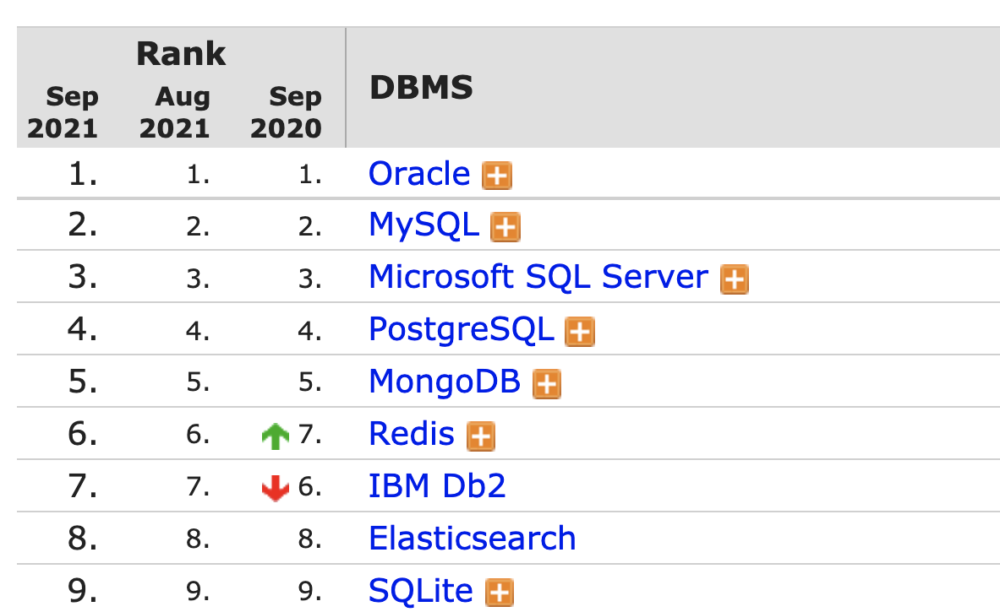 Rank
DBMS
Sep 2021 Aug 2021 Sep 2020
1. 1. 1. Oracle
2. 2. 2. MySQL
3. 3. 3. Microsoft SQL Server
4. 4. 4. PostgreSQL
5. 5. 5. MongoDB
6. 6. 7. Redis
7. 7. 6. IBM Db2
8. 8. 8. Elasticsearch
9. 9. 9. SQLite